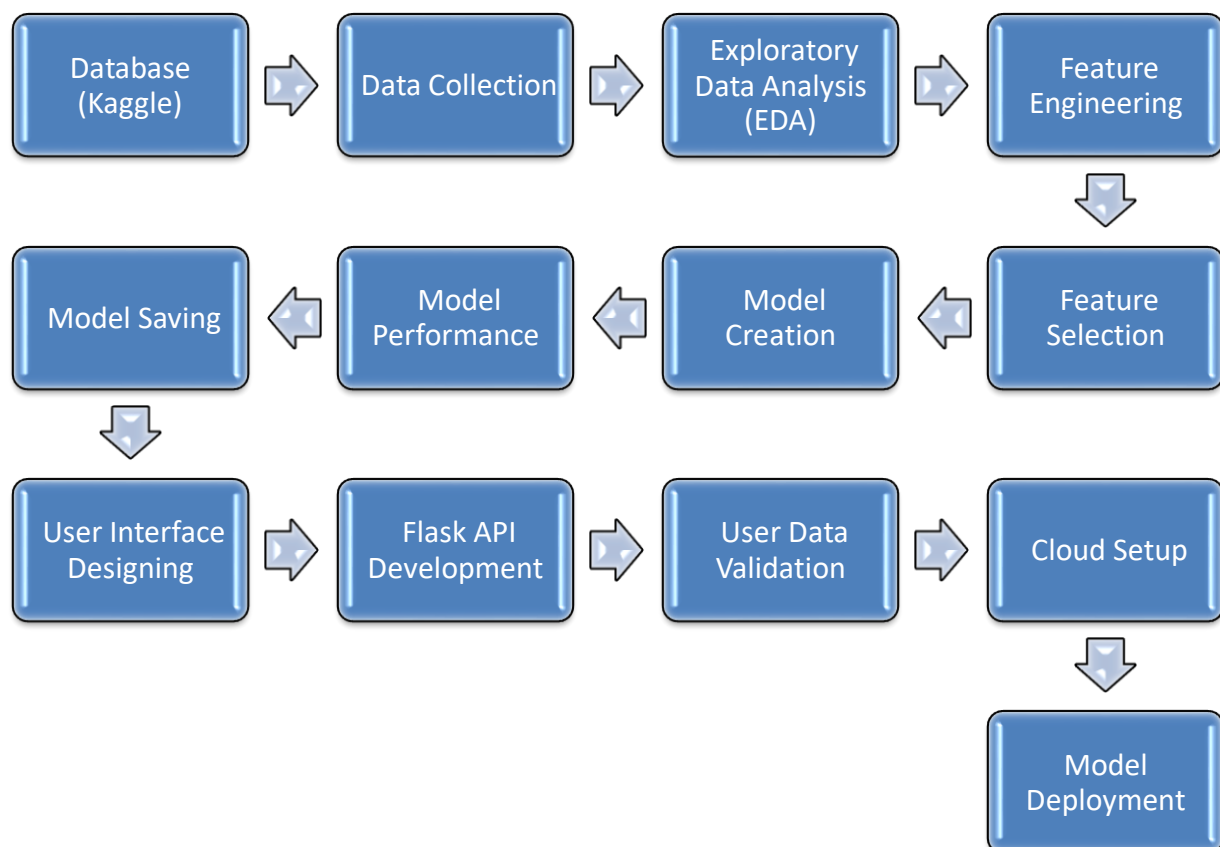 Database
(Kaggle)
Data Collection
Exploratory
Data Analysis
(EDA)
Feature
Engineering
Feature
Selection
Model
Creation
Model
Performance
Model Saving
User Interface
Designing
Flask API
Development
User Data
Validation
Cloud Setup
Model
Deployment